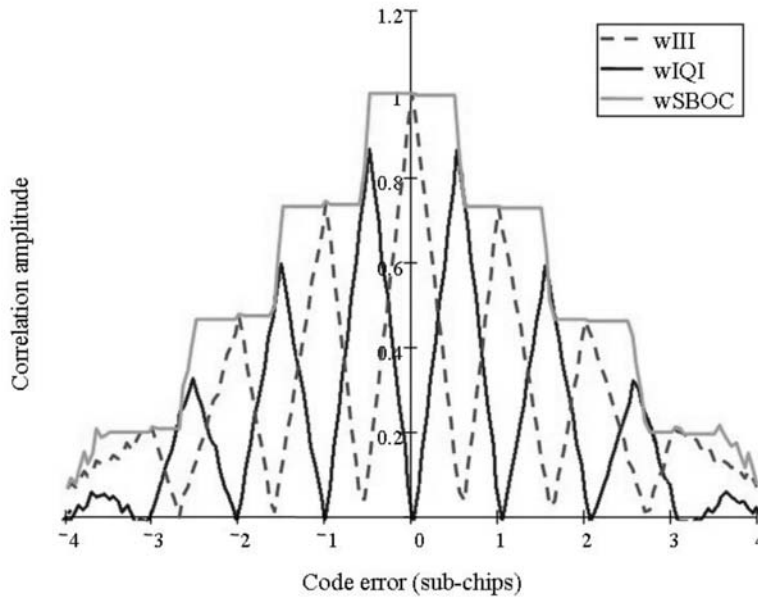 1.2
wIII
wIQI
wSBOC
1
0.8
0.6
0.4
0.2
Correlation amplitude
~4 ~3 ~2 ~1 0 1 2 3 4
Code error (sub-chips)